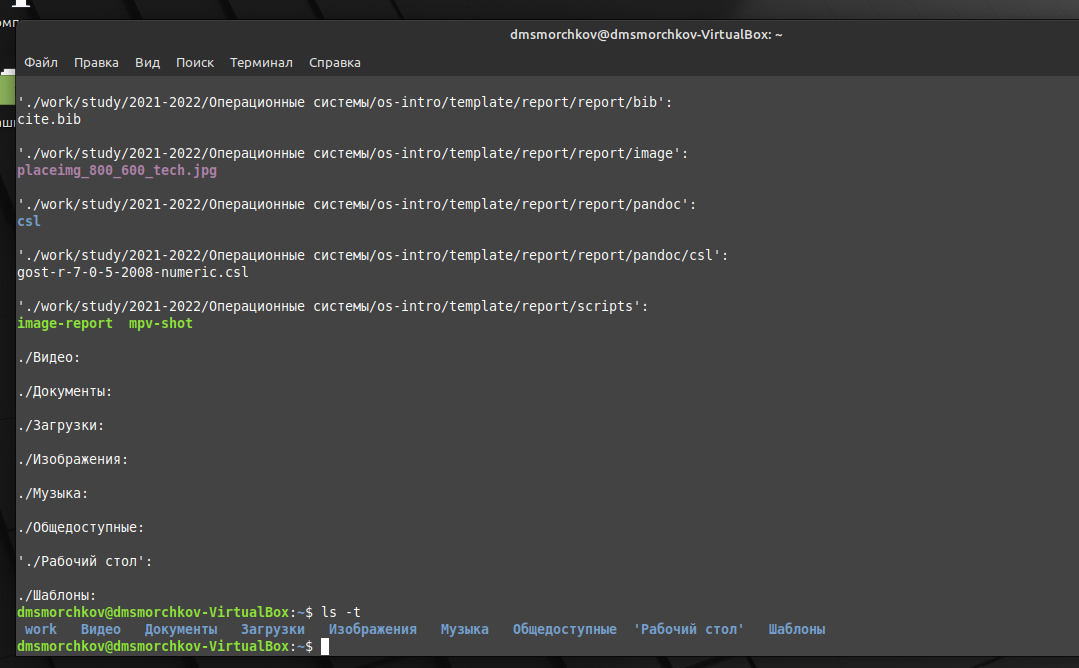 dmsmorchkov@dmsmorchkov-VirtualBox: ~
Файл Правка Вид Поиск Терминал Справка
'./work/study/2021-2022/Операционные системы/os-intro/template/report/report/bib':
cite.bib
'./work/study/2021-2022/Операционные системы/os-intro/template/report/report/image':
placeimg_800_600_tech.jpg
'./work/study/2021-2022/Операционные системы/os-intro/template/report/report/pandoc':
csl
'./work/study/2021-2022/Операционные системы/os-intro/template/report/report/pandoc/csl':
gost-r-7-0-5-2008-numeric.csl
'./work/study/2021-2022/Операционные системы/os-intro/template/report/scripts':
image-report  mpv-shot
./Видео:
./Документы:
./Загрузки:
./Изображения:
./Музыка:
./Общедоступные:
'./Рабочий стол':
./Шаблоны:
dmsmorchkov@dmsmorchkov-VirtualBox:~$ ls -t
work   Видео   Документы   Загрузки   Изображения   Музыка   Общедоступные  'Рабочий стол'   Шаблоны
dmsmorchkov@dmsmorchkov-VirtualBox:~$